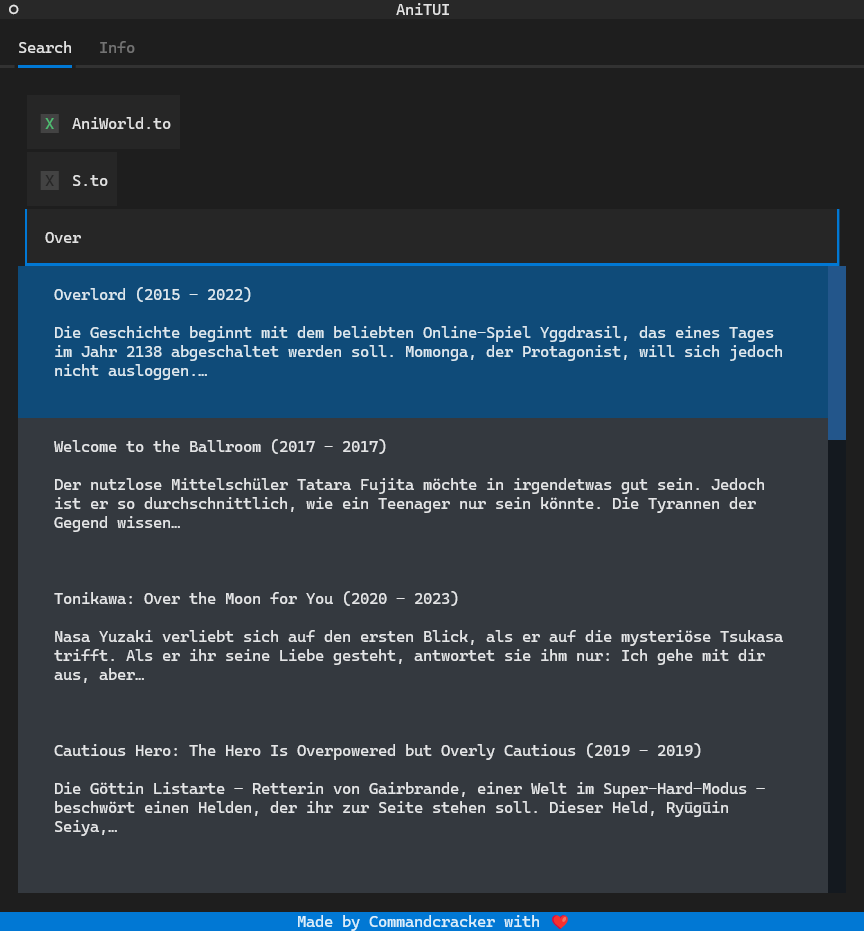 AniTUI
Search Info
X AniWorld.to
X S.to
Over
Overlord (2015 - 2022)
Die Geschichte beginnt mit dem beliebten Online-Spiel Yggdrasil, das eines Tages
im Jahr 2138 abgeschaltet werden soll. Momonga, der Protagonist, will sich jedoch
nicht ausloggen.…
Welcome to the Ballroom (2017 - 2017)
Der nutzlose Mittelschüler Tatara Fujita möchte in irgendetwas gut sein. Jedoch
ist er so durchschnittlich, wie ein Teenager nur sein könnte. Die Tyrannen der
Gegend wissen…
Tonikawa: Over the Moon for You (2020 - 2023)
Nasa Yuzaki verliebt sich auf den ersten Blick, als er auf die mysteriöse Tsukasa
trifft. Als er ihr seine Liebe gesteht, antwortet sie ihm nur: Ich gehe mit dir
aus, aber…
Cautious Hero: The Hero Is Overpowered but Overly Cautious (2019 - 2019)
Die Göttin Listarte – Retterin von Gairbrande, einer Welt im Super-Hard-Modus –
beschwört einen Helden, der ihr zur Seite stehen soll. Dieser Held, Ryūgūin
Seiya,…
Made by Commandcracker with ❤️